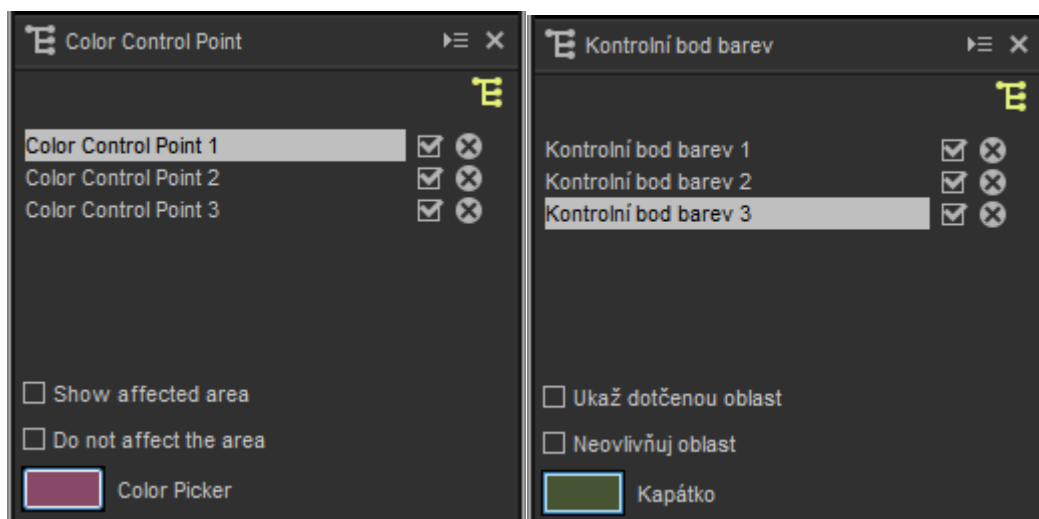 Color Control Point
Color Control Point 1
Color Control Point 2
Color Control Point 3
Show affected area
Do not affect the area
Color Picker
Kontrolní bod barev
Kontrolní bod barev 1
Kontrolní bod barev 2
Kontrolní bod barev 3
Ukaž dotčenou oblast
Neovlivňuj oblast
Kapátko